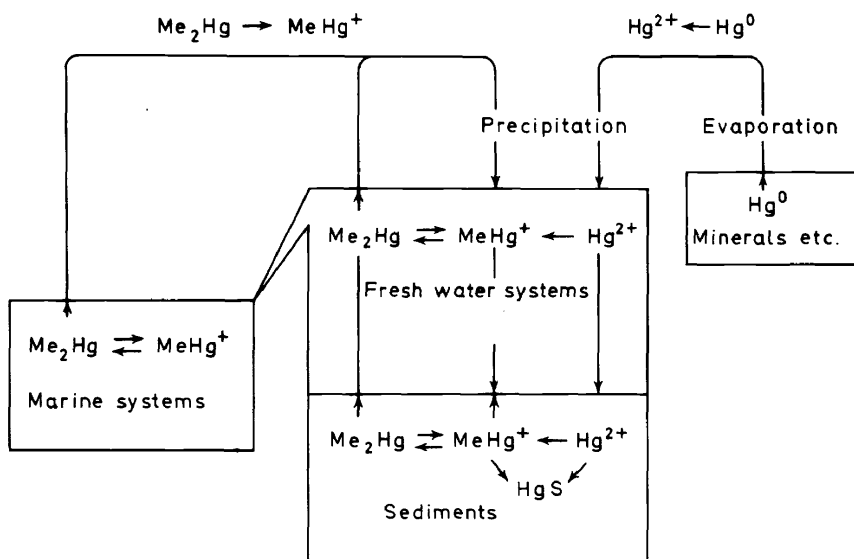 Me₂Hg → MeHg⁺
Hg²⁺ ← Hg⁰
Precipitation
Evaporation
Hg⁰
Minerals etc.
Me₂Hg ⇌ MeHg⁺ ← Hg²⁺
Fresh water systems
Me₂Hg ⇌ MeHg⁺
Marine systems
Me₂Hg ⇌ MeHg⁺ ← Hg²⁺
HgS
Sediments